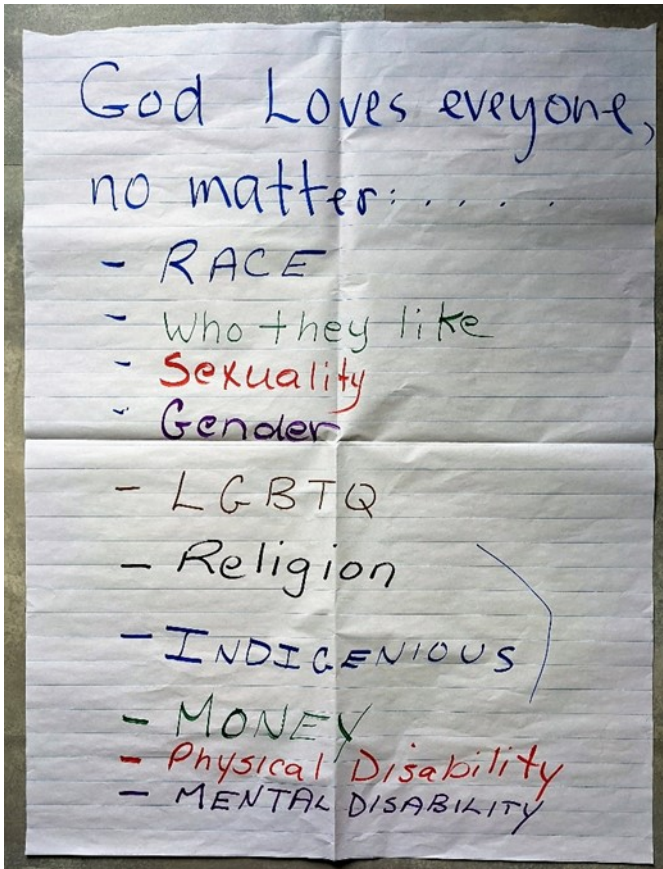 God Loves eveyone,
no matter: . . . . .
- RACE
- Who they like
- Sexuality
- Gender
- LGBTQ
- Religion
- INDIGENIOUS
- MONEY
- Physical Disability
- MENTAL DISABILITY